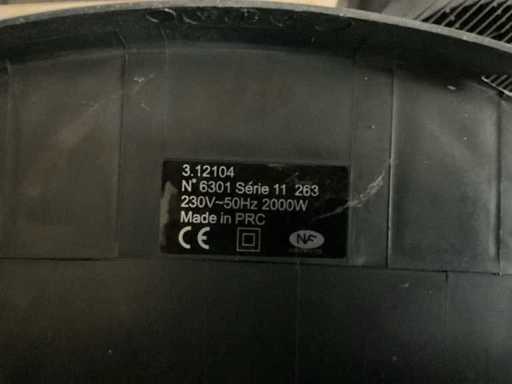 3.12104
N° 6301 Série 11 263
230V~50Hz 2000W
Made in PRC
CE NF